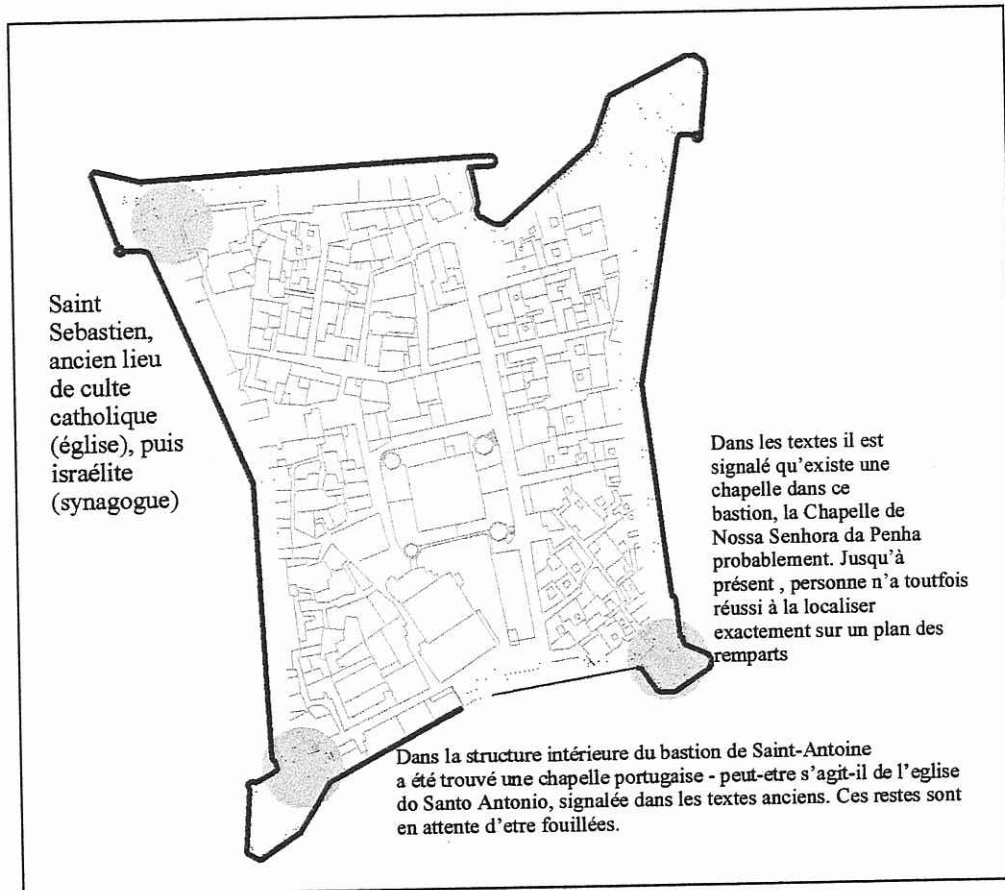 Saint
Sebastien,
ancien lieu
de culte
catholique
(église), puis
israélite
(synagogue)
Dans les textes il est
signalé qu'existe une
chapelle dans ce
bastion, la Chapelle de
Nossa Senhora da Penha
probablement. Jusqu'à
présent , personne n'a toutfois
réussi à la localiser
exactement sur un plan des
remparts
Dans la structure intérieure du bastion de Saint-Antoine
a été trouvé une chapelle portugaise - peut-etre s'agit-il de l'eglise
do Santo Antonio, signalée dans les textes anciens. Ces restes sont
en attente d'etre fouillées.